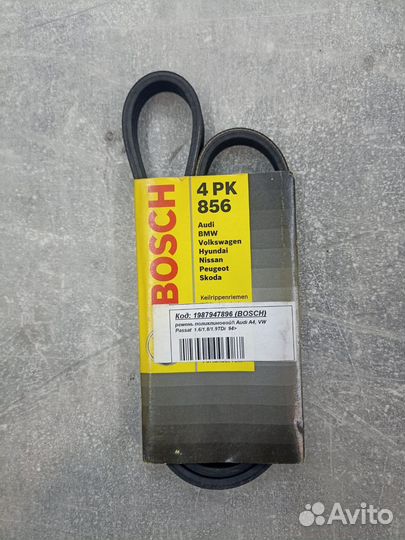 BOSCH
4 PK
856
Audi
BMW
Volkswagen
Hyundai
Nissan
Peugeot
Skoda
Keilrippenriemen
Код: 1987947896 (BOSCH)
ремень поликлиновой\ Audi A4, VW
Passat 1.6/1.8/1.9TDi 94>
Avito